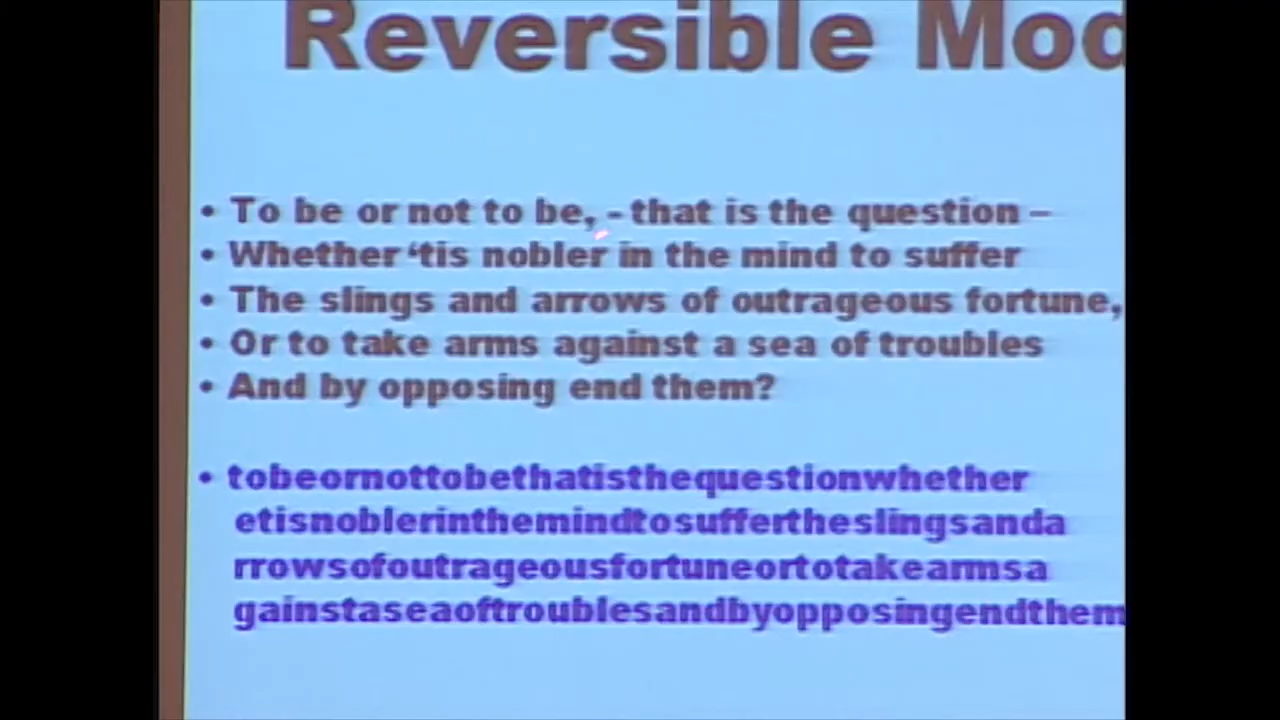 Reversible Mod
• To be or not to be, - that is the question –
• Whether ‘tis nobler in the mind to suffer
• The slings and arrows of outrageous fortune,
• Or to take arms against a sea of troubles
• And by opposing end them?
• tobeornottobethatisthequestionwhether
etisnoblerinthemindtosuffertheslingsanda
rrowsofoutrageousfortuneortotakearmsa
gainstaseaoftroublesandbyopposingendthem